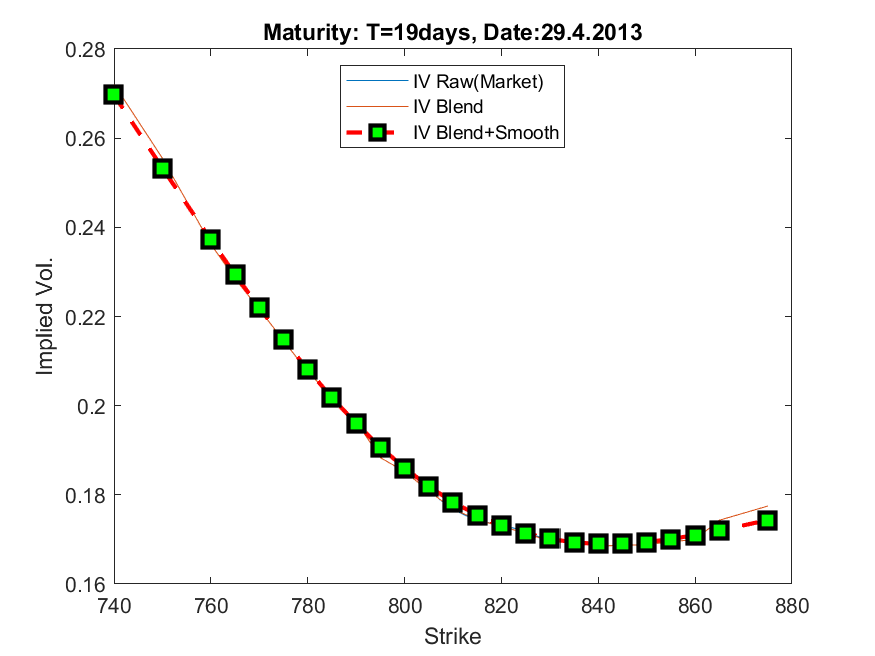 Maturity: T=19days, Date:29.4.2013
0.28
IV Raw(Market)
IV Blend
IV Blend+Smooth
0.26
0.24
0.22
0.2
0.18
0.16
Implied Vol.
740 760 780 800 820 840 860 880
Strike